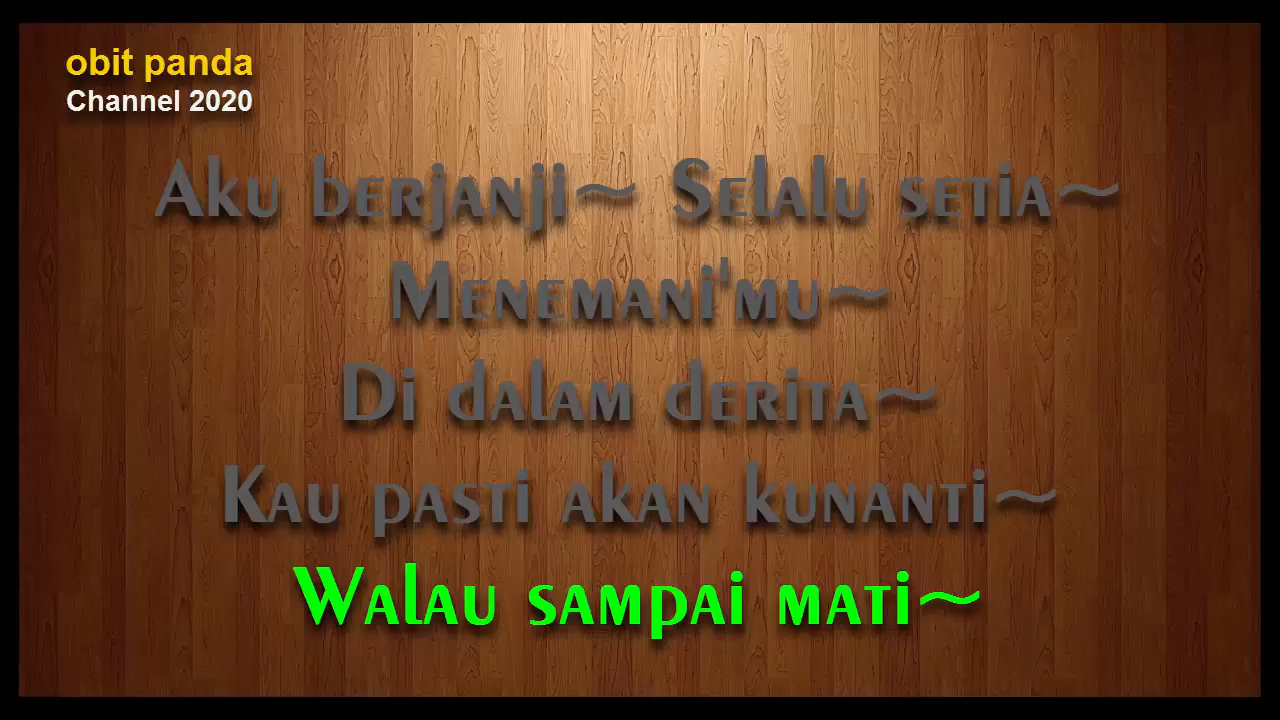 obit panda
Channel 2020
Aku berjanji~ Selalu setia~
Menemani'mu~
Di dalam derita~
Kau pasti akan kunanti~
Walau sampai mati~